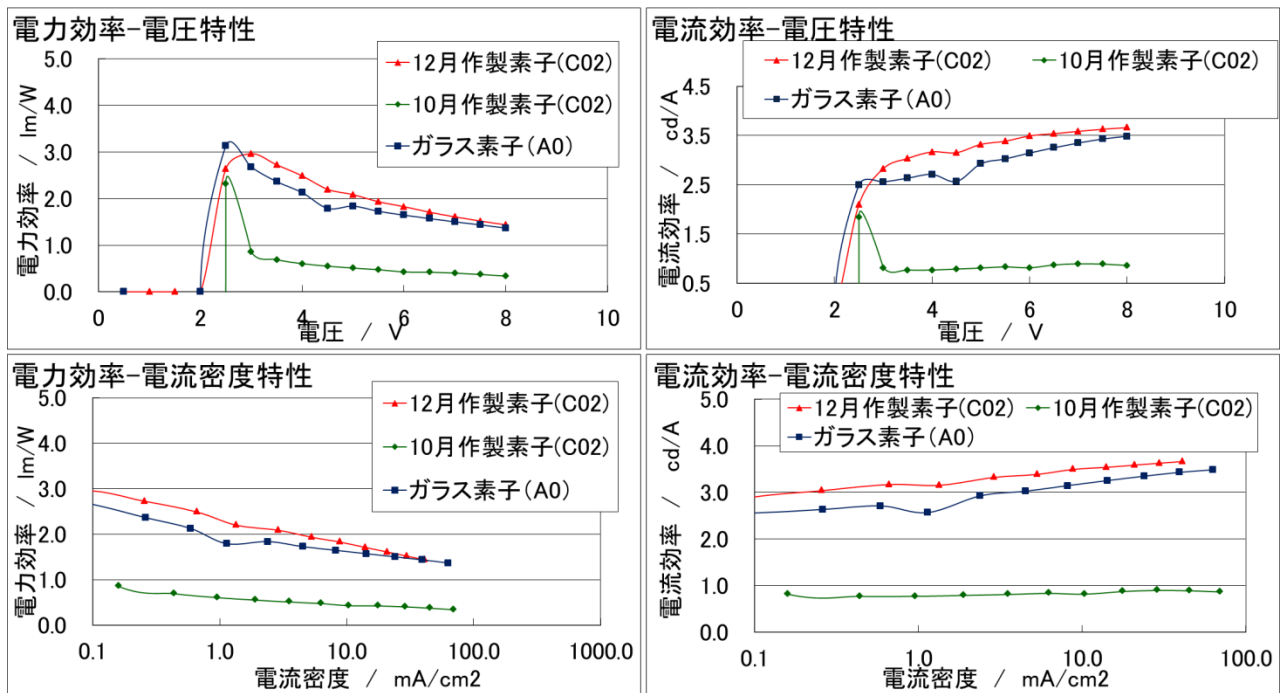 電力効率-電圧特性
電力効率 / lm/W
5.0
4.0
3.0
2.0
1.0
0.0
12月作製素子(C02)
10月作製素子(C02)
ガラス素子(A0)
0 2 4 6 8 10
電圧 / V
電流効率-電圧特性
電流効率 / cd/A
12月作製素子(C02) 10月作製素子(C02)
ガラス素子(A0)
4.5
3.5
2.5
1.5
0.5
0 2 4 6 8 10
電圧 / V
電力効率-電流密度特性
電力効率 / lm/W
5.0
4.0
3.0
2.0
1.0
0.0
12月作製素子(C02)
10月作製素子(C02)
ガラス素子(A0)
0.1 1.0 10.0 100.0 1000.0
電流密度 / mA/cm2
電流効率-電流密度特性
電流効率 / cd/A
5.0
4.0
3.0
2.0
1.0
0.0
12月作製素子(C02) 10月作製素子(C02)
ガラス素子(A0)
0.1 1.0 10.0 100.0
電流密度 / mA/cm2